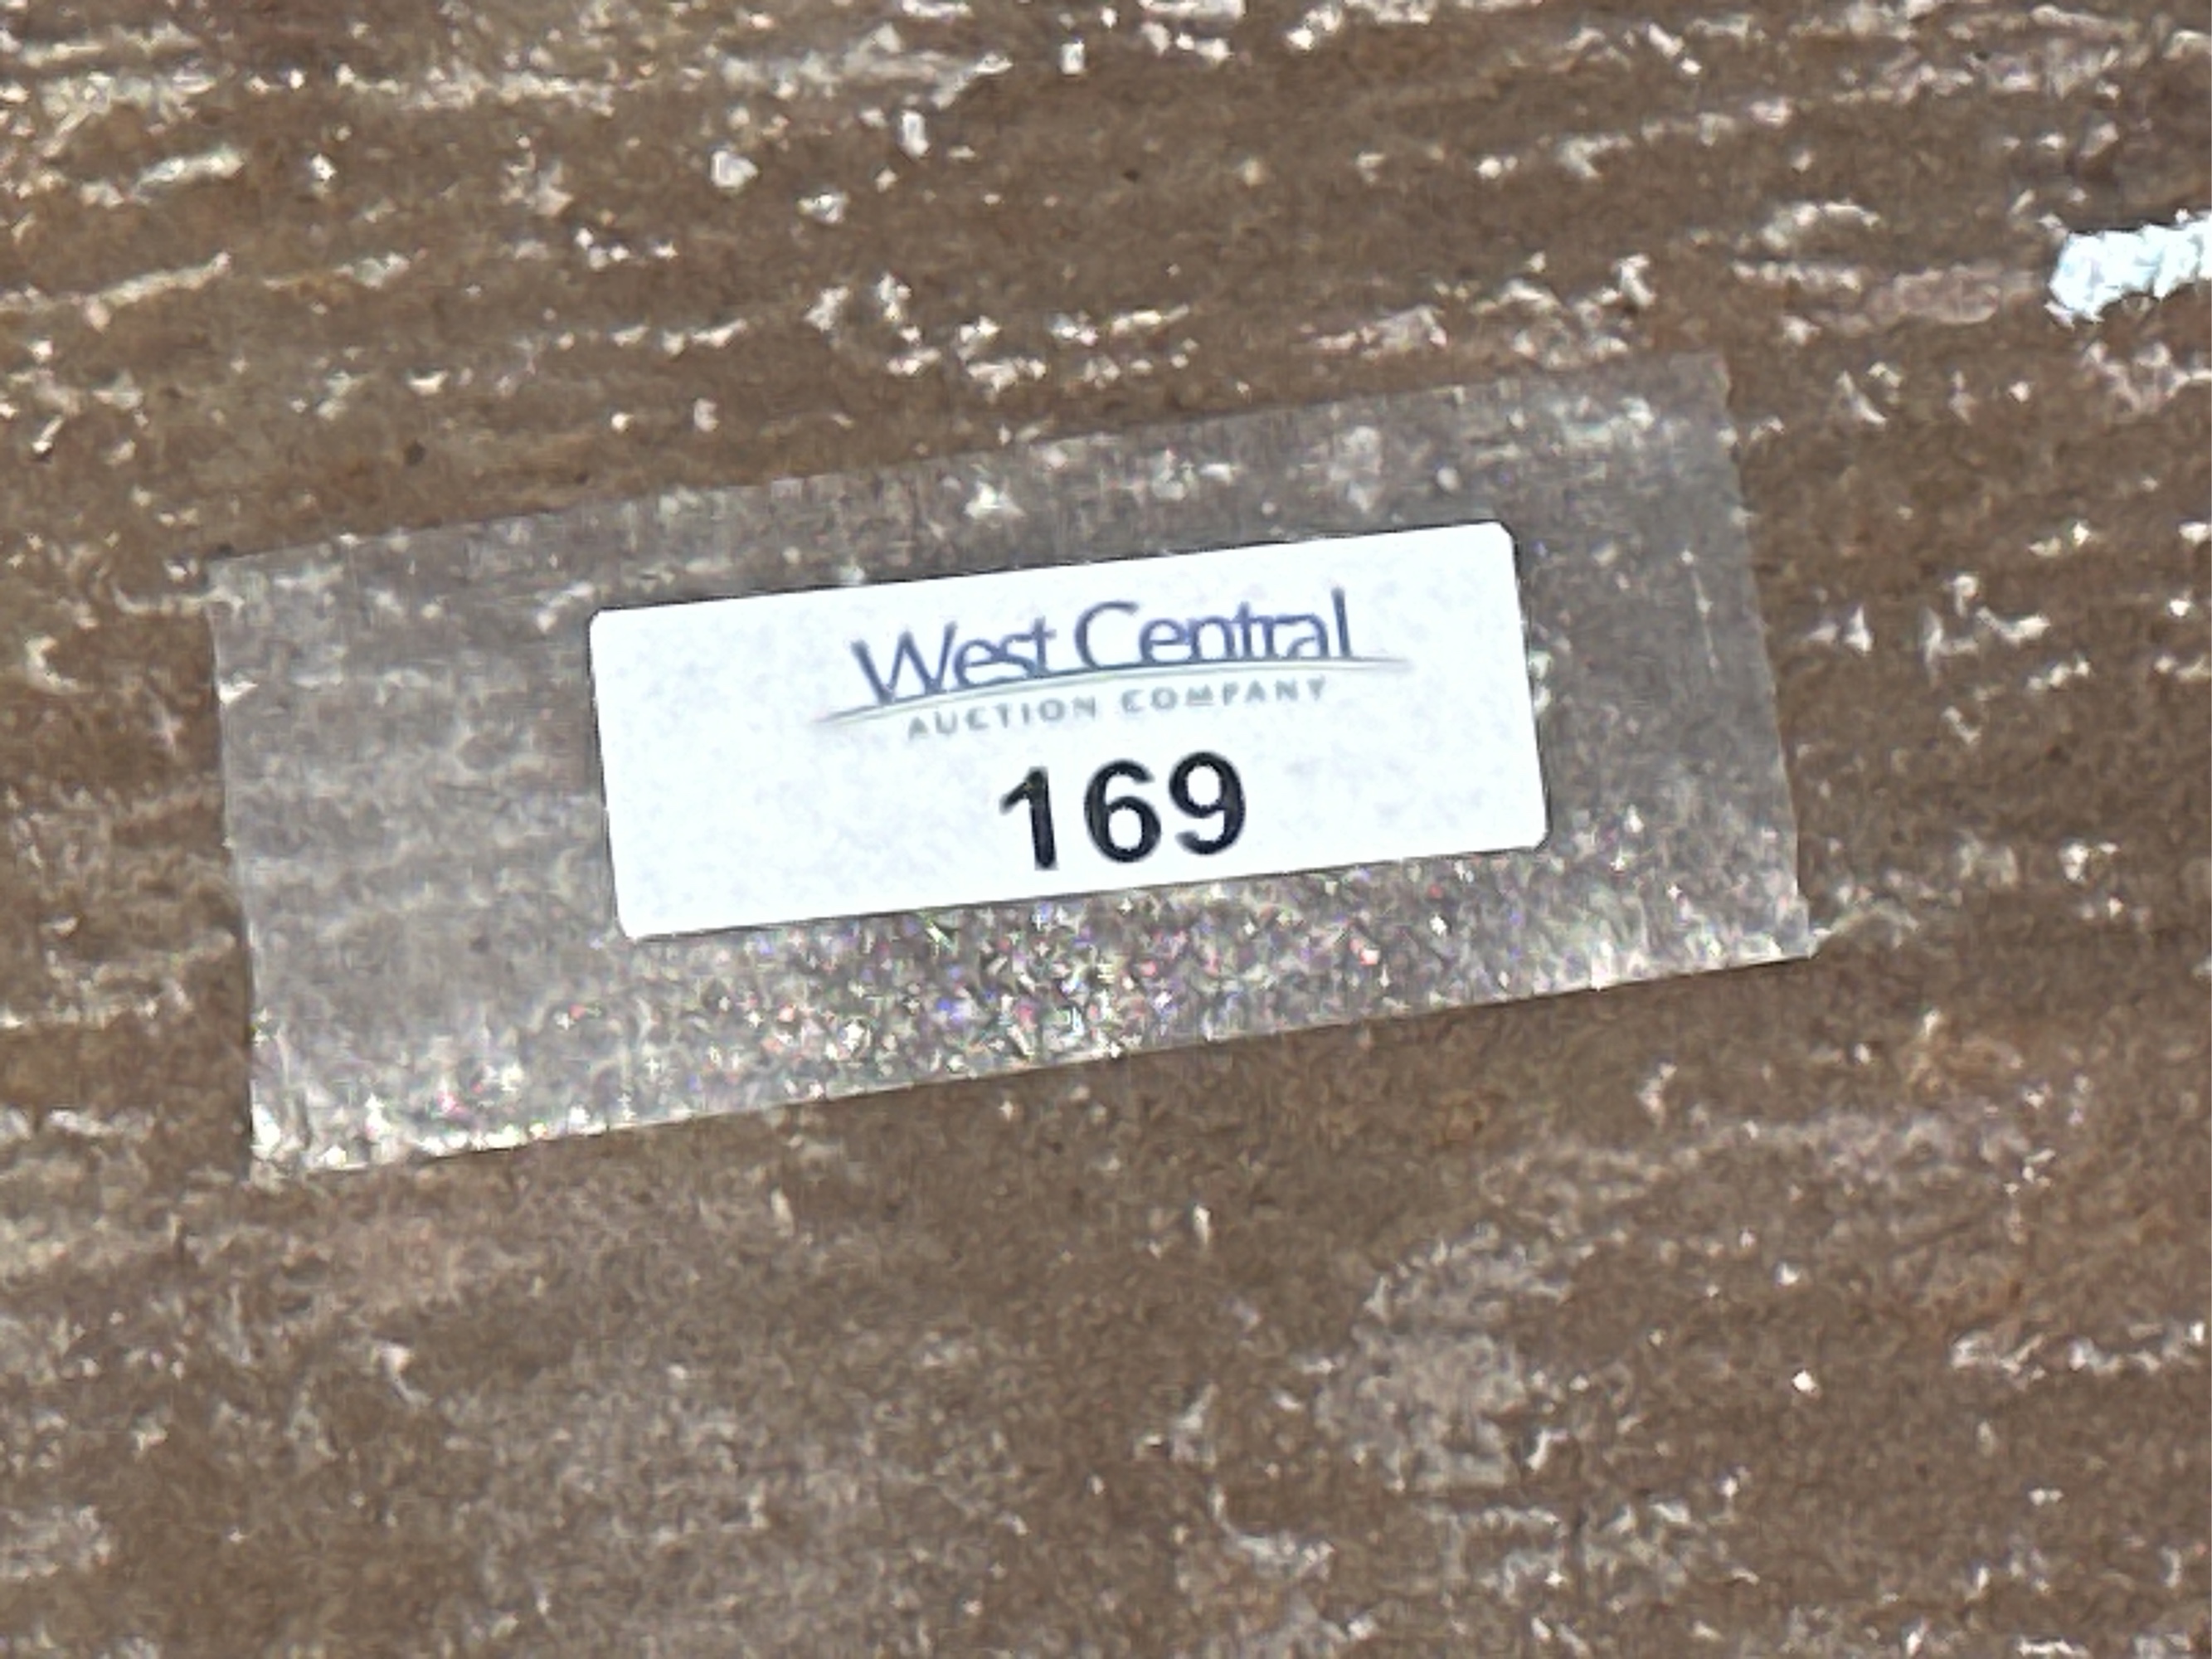 West Central
AUCTION COMPANY
169